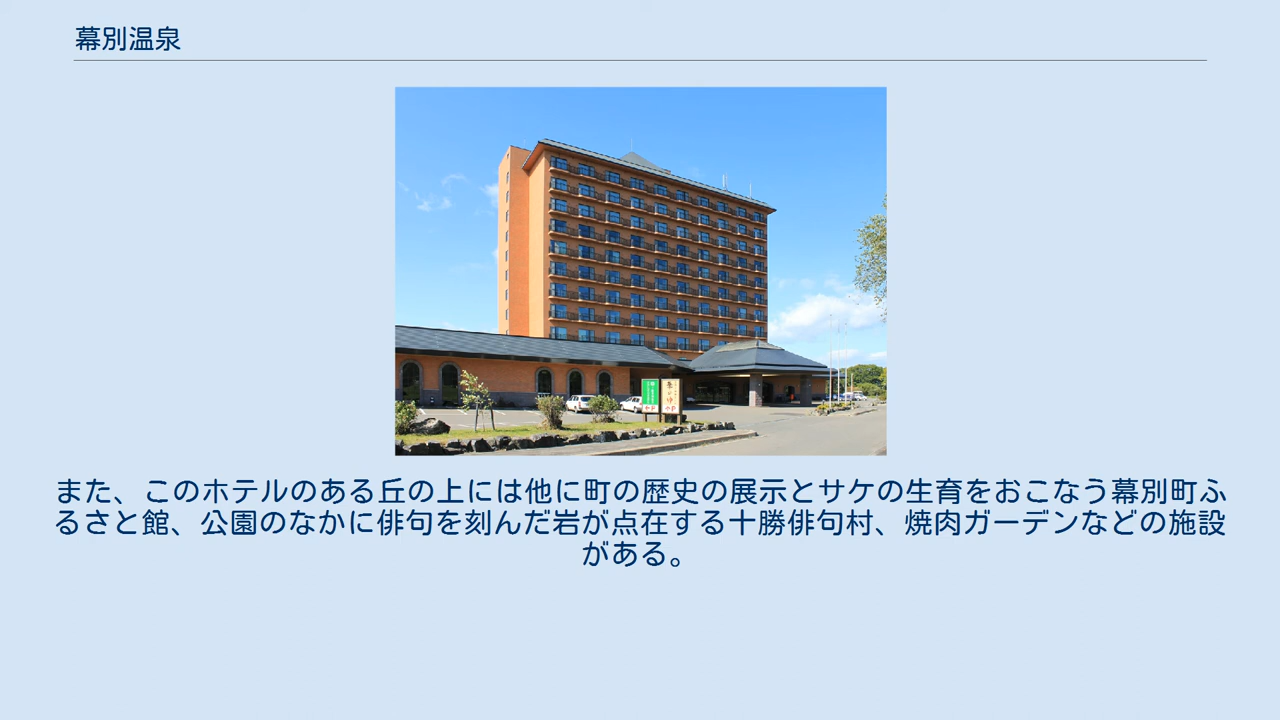 幕別温泉
また、このホテルのある丘の上には他に町の歴史の展示とサケの生育をおこなう幕別町ふ
るさと館、公園のなかに俳句を刻んだ岩が点在する十勝俳句村、焼肉ガーデンなどの施設
がある。